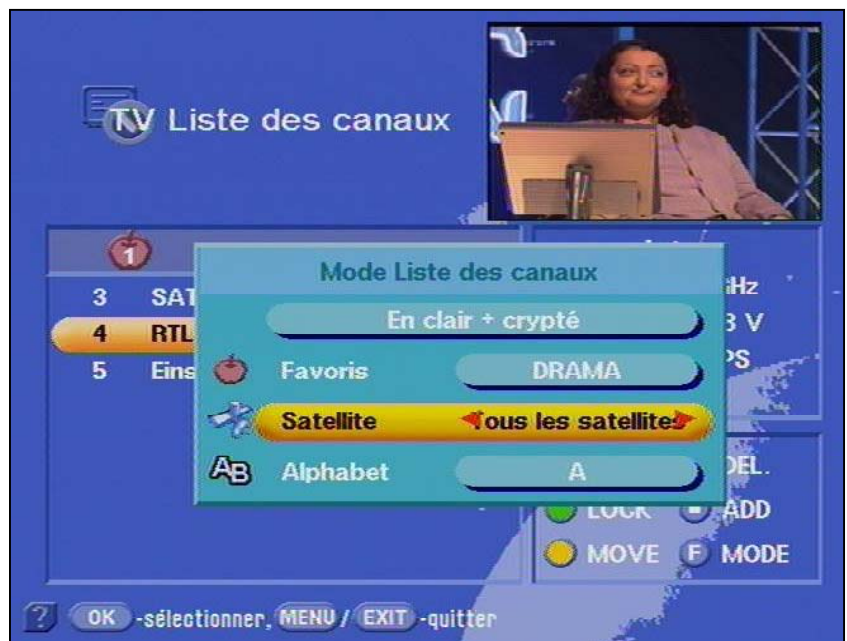 TV Liste des canaux
1
Mode Liste des canaux
En clair + crypté
3 SAT
4 RTL
5 Eins
Favoris DRAMA
Satellite Tous les satellites
AB Alphabet A
Hz
V
PS
DEL.
LOCK ADD
MOVE F MODE
? OK -sélectionner, MENU / EXIT -quitter